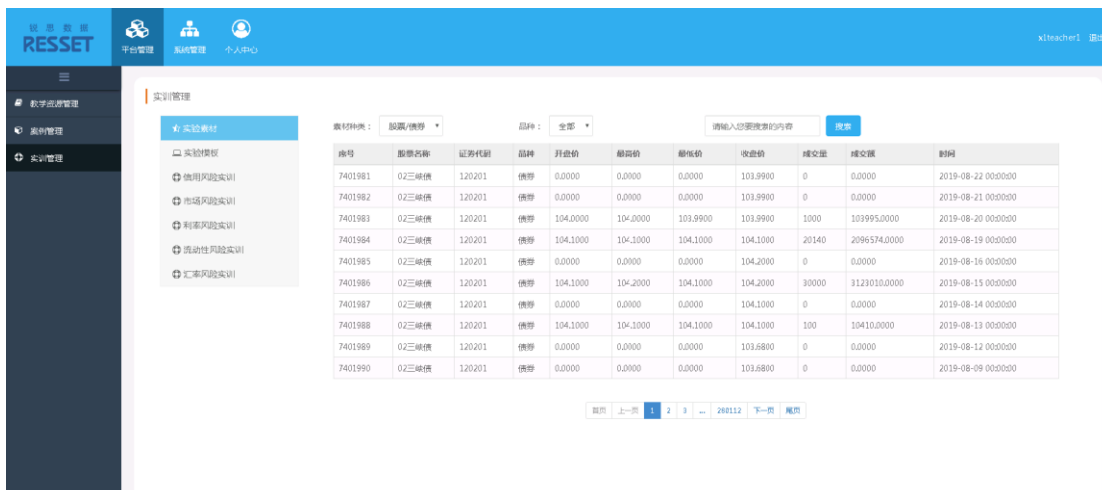 锐思数据
RESSET
平台管理 系统管理 个人中心
x1teacher1
教学资源管理
案例管理
实训管理
实训管理
实验素材
实验模板
信用风险实训
市场风险实训
利率风险实训
流动性风险实训
汇率风险实训
素材种类： 股票/债券 品种： 全部 请输入您要搜索的内容 搜索
序号 股票名称 证券代码 品种 开盘价 最高价 最低价 收盘价 成交量 成交额 时间
7401981 02三峡债 120201 债券 0.0000 0.0000 0.0000 103.9900 0 0.0000 2019-08-22 00:00:00
7401982 02三峡债 120201 债券 0.0000 0.0000 0.0000 103.9900 0 0.0000 2019-08-21 00:00:00
7401983 02三峡债 120201 债券 104.0000 104.0000 103.9900 103.9900 1000 103995.0000 2019-08-20 00:00:00
7401984 02三峡债 120201 债券 104.1000 104.1000 104.1000 104.1000 20140 2096574.0000 2019-08-19 00:00:00
7401985 02三峡债 120201 债券 0.0000 0.0000 0.0000 104.2000 0 0.0000 2019-08-16 00:00:00
7401986 02三峡债 120201 债券 104.1000 104.2000 104.1000 104.2000 30000 3123010.0000 2019-08-15 00:00:00
7401987 02三峡债 120201 债券 0.0000 0.0000 0.0000 104.1000 0 0.0000 2019-08-14 00:00:00
7401988 02三峡债 120201 债券 104.1000 104.1000 104.1000 104.1000 100 10410.0000 2019-08-13 00:00:00
7401989 02三峡债 120201 债券 0.0000 0.0000 0.0000 103.6800 0 0.0000 2019-08-12 00:00:00
7401990 02三峡债 120201 债券 0.0000 0.0000 0.0000 103.6800 0 0.0000 2019-08-09 00:00:00
首页 上一页 1 2 3 ... 260112 下一页 尾页